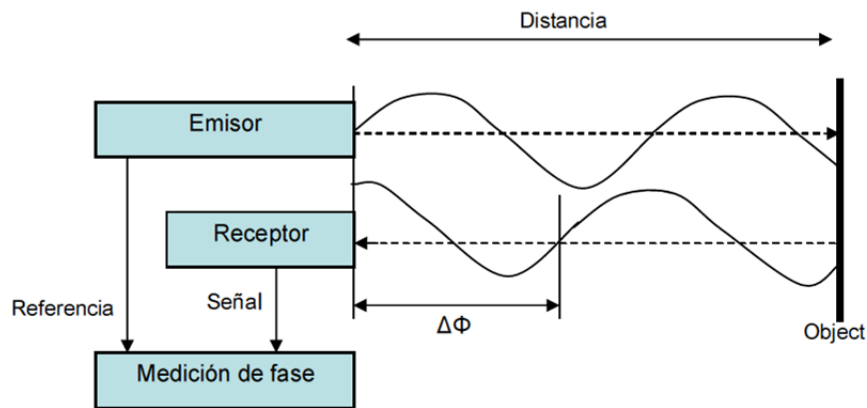 Distancia
Emisor
Receptor
Referencia
Señal
ΔΦ
Object
Medición de fase